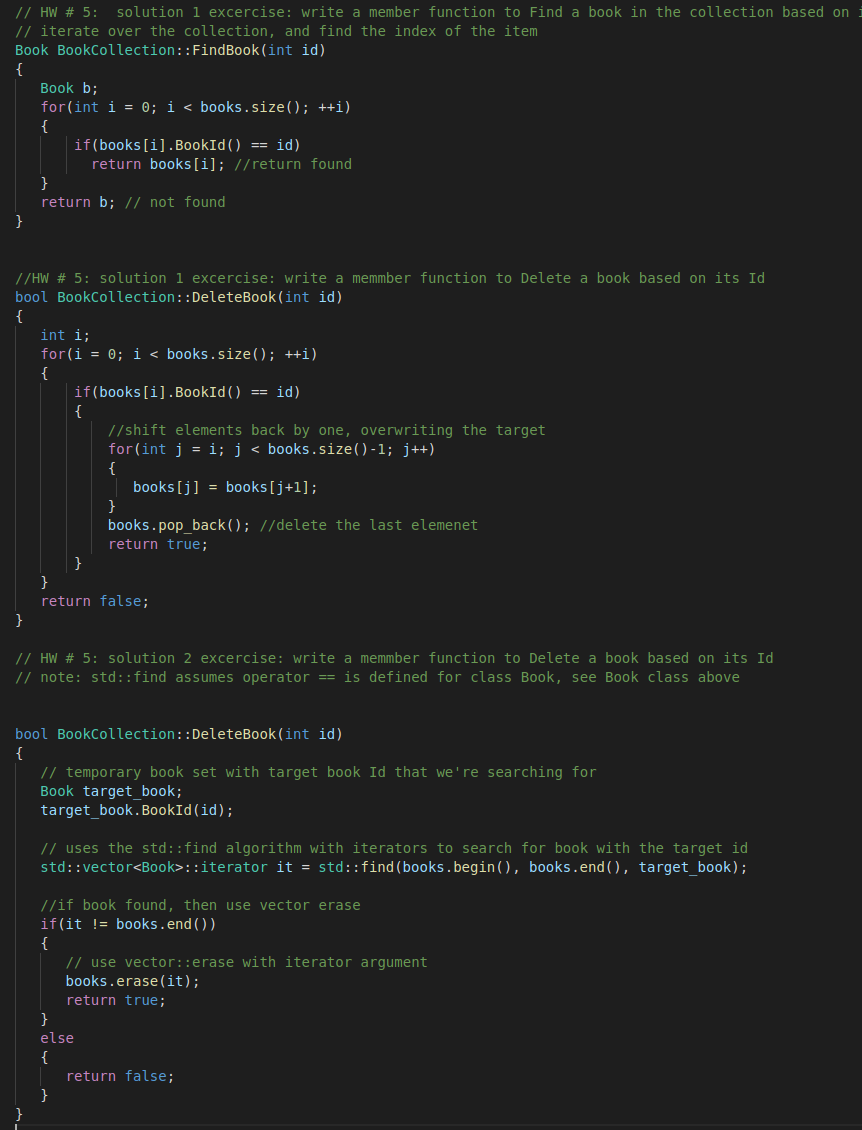 // HW # 5:  solution 1 excercise: write a member function to Find a book in the collection based on
// iterate over the collection, and find the index of the item
Book BookCollection::FindBook(int id)
{
   Book b;
   for(int i = 0; i < books.size(); ++i)
   {
       if(books[i].BookId() == id)
         return books[i]; //return found
   }
   return b; // not found
}
//HW # 5: solution 1 excercise: write a memmber function to Delete a book based on its Id
bool BookCollection::DeleteBook(int id)
{
   int i;
   for(i = 0; i < books.size(); ++i)
   {
       if(books[i].BookId() == id)
       {
           //shift elements back by one, overwriting the target
           for(int j = i; j < books.size()-1; j++)
           {
              books[j] = books[j+1];
           }
           books.pop_back(); //delete the last elemenet
           return true;
       }
   }
   return false;
}
// HW # 5: solution 2 excercise: write a memmber function to Delete a book based on its Id
// note: std::find assumes operator == is defined for class Book, see Book class above
bool BookCollection::DeleteBook(int id)
{
   // temporary book set with target book Id that we're searching for
   Book target_book;
   target_book.BookId(id);
   // uses the std::find algorithm with iterators to search for book with the target id
   std::vector<Book>::iterator it = std::find(books.begin(), books.end(), target_book);
   //if book found, then use vector erase
   if(it != books.end())
   {
      // use vector::erase with iterator argument
      books.erase(it);
      return true;
   }
   else
   {
      return false;
   }
}